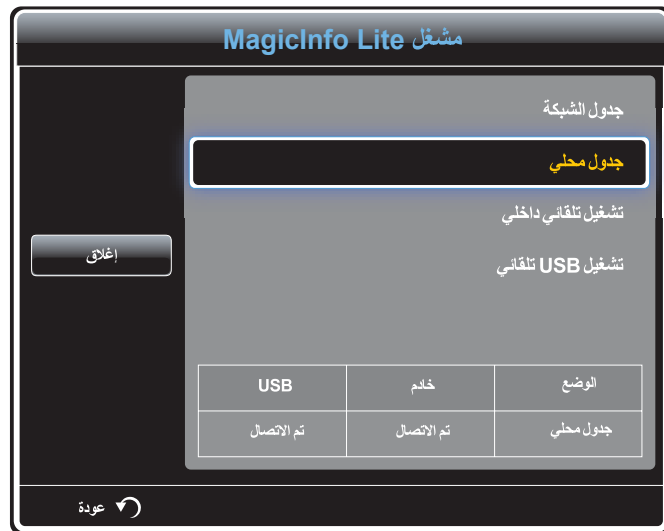 مشغل MagicInfo Lite
جدول الشبكة
جدول محلي
تشغيل تلقائي داخلي
تشغيل USB تلقائي
إغلاق
الوضع خادم USB
جدول محلي تم الاتصال تم الاتصال
عودة